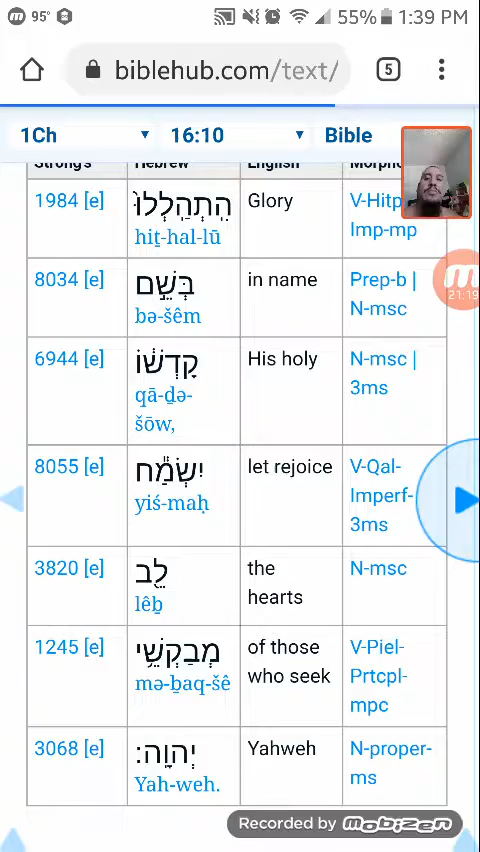 95° 55% 1:39 PM
biblehub.com/text/ 5
1Ch 16:10 Bible
Strong's Hebrew English
1984 [e] הִֽתְהַֽלְלוּ֙ Glory V-Hitp
hiṯ-hal-lū Imp-mp
8034 [e] בְּשֵׁ֣ם in name Prep-b |
bə-šêm N-msc
6944 [e] קָדְשׁ֔וֹ His holy N-msc |
qā-ḏə- 3ms
šōw,
8055 [e] יִשְׂמַ֕ח let rejoice V-Qal-
yiś-maḥ Imperf-
3ms
3820 [e] לֵ֖ב the N-msc
lêḇ hearts
1245 [e] מְבַקְשֵׁ֥י of those V-Piel-
mə-ḇaq-šê who seek Prtcpl-
mpc
3068 [e] יְהוָֽה׃ Yahweh N-proper-
Yah-weh. ms
21:19
Recorded by mobizen